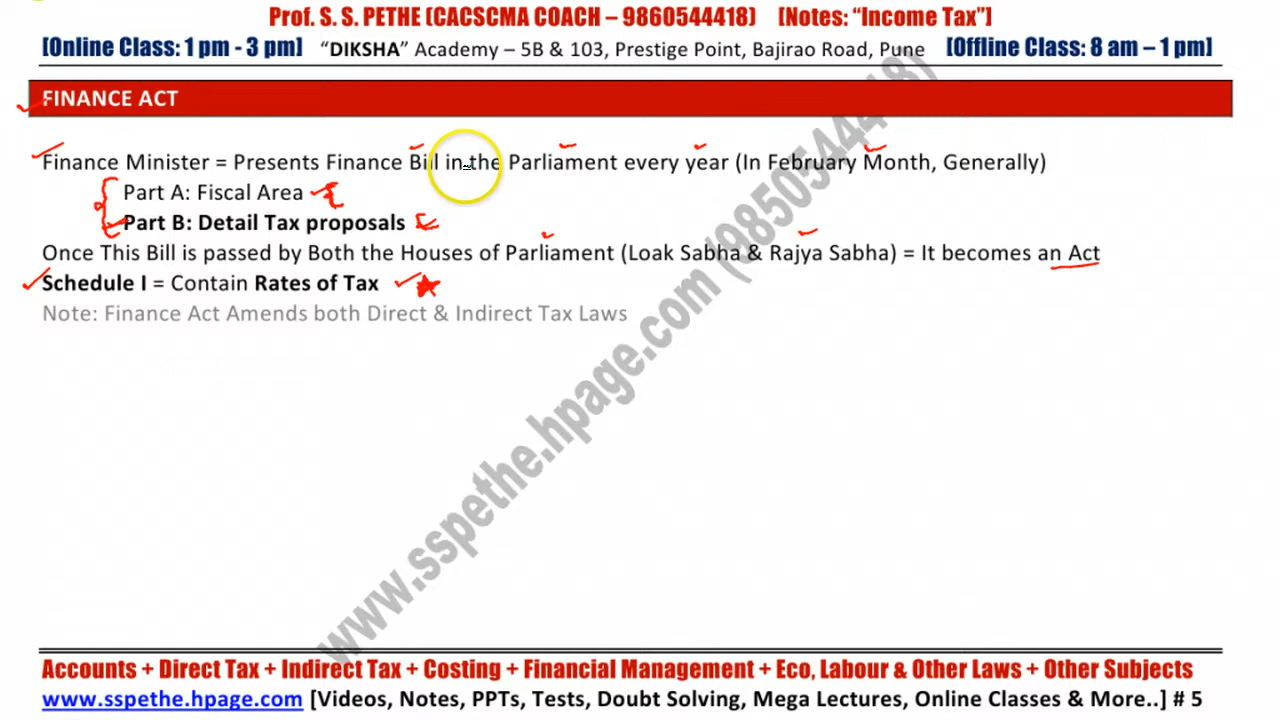 Prof. S. S. PETHE (CACSCMA COACH – 9860544418) [Notes: “Income Tax”]
[Online Class: 1 pm - 3 pm] “DIKSHA” Academy – 5B & 103, Prestige Point, Bajirao Road, Pune [Offline Class: 8 am – 1 pm]
FINANCE ACT
Finance Minister = Presents Finance Bill in the Parliament every year (In February Month, Generally)
Part A: Fiscal Area
Part B: Detail Tax proposals
Once This Bill is passed by Both the Houses of Parliament (Loak Sabha & Rajya Sabha) = It becomes an Act
Schedule I = Contain Rates of Tax
Note: Finance Act Amends both Direct & Indirect Tax Laws
www.sspethe.hpage.com (9850544418)
Accounts + Direct Tax + Indirect Tax + Costing + Financial Management + Eco, Labour & Other Laws + Other Subjects
www.sspethe.hpage.com [Videos, Notes, PPTs, Tests, Doubt Solving, Mega Lectures, Online Classes & More..] # 5